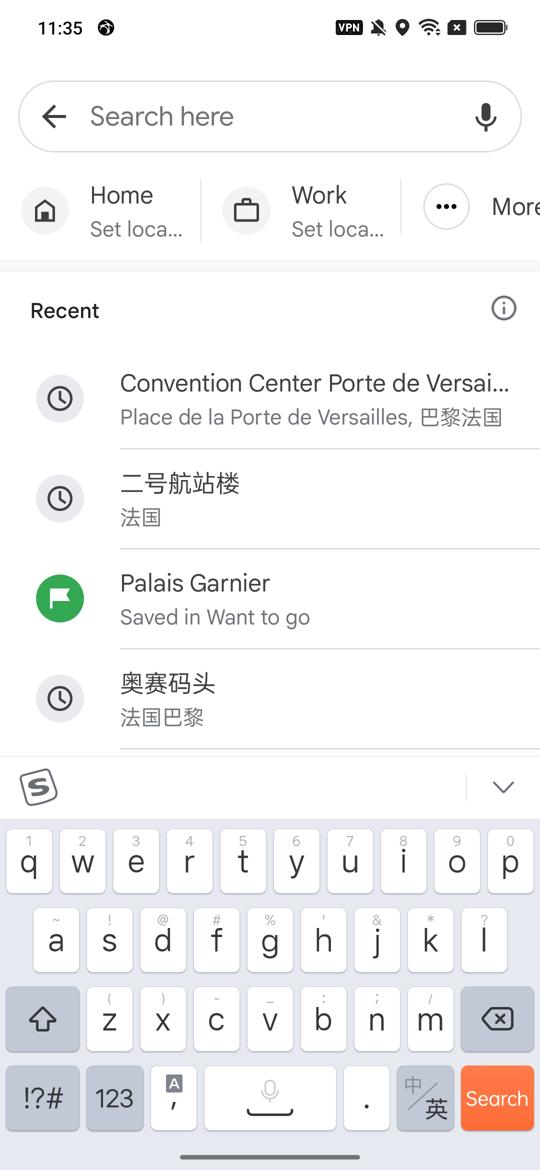 11:35 VPN
Search here
Home Work More
Set loca... Set loca...
Recent
Convention Center Porte de Versai...
Place de la Porte de Versailles, 巴黎法国
二号航站楼
法国
Palais Garnier
Saved in Want to go
奥赛码头
法国巴黎
S
1 2 3 4 5 6 7 8 9 0
q w e r t y u i o p
~ ! @ # % ' & * ?
a s d f g h j k l
( ) - _ : ; /
z x c v b n m
!?# 123 A , . 中/英 Search